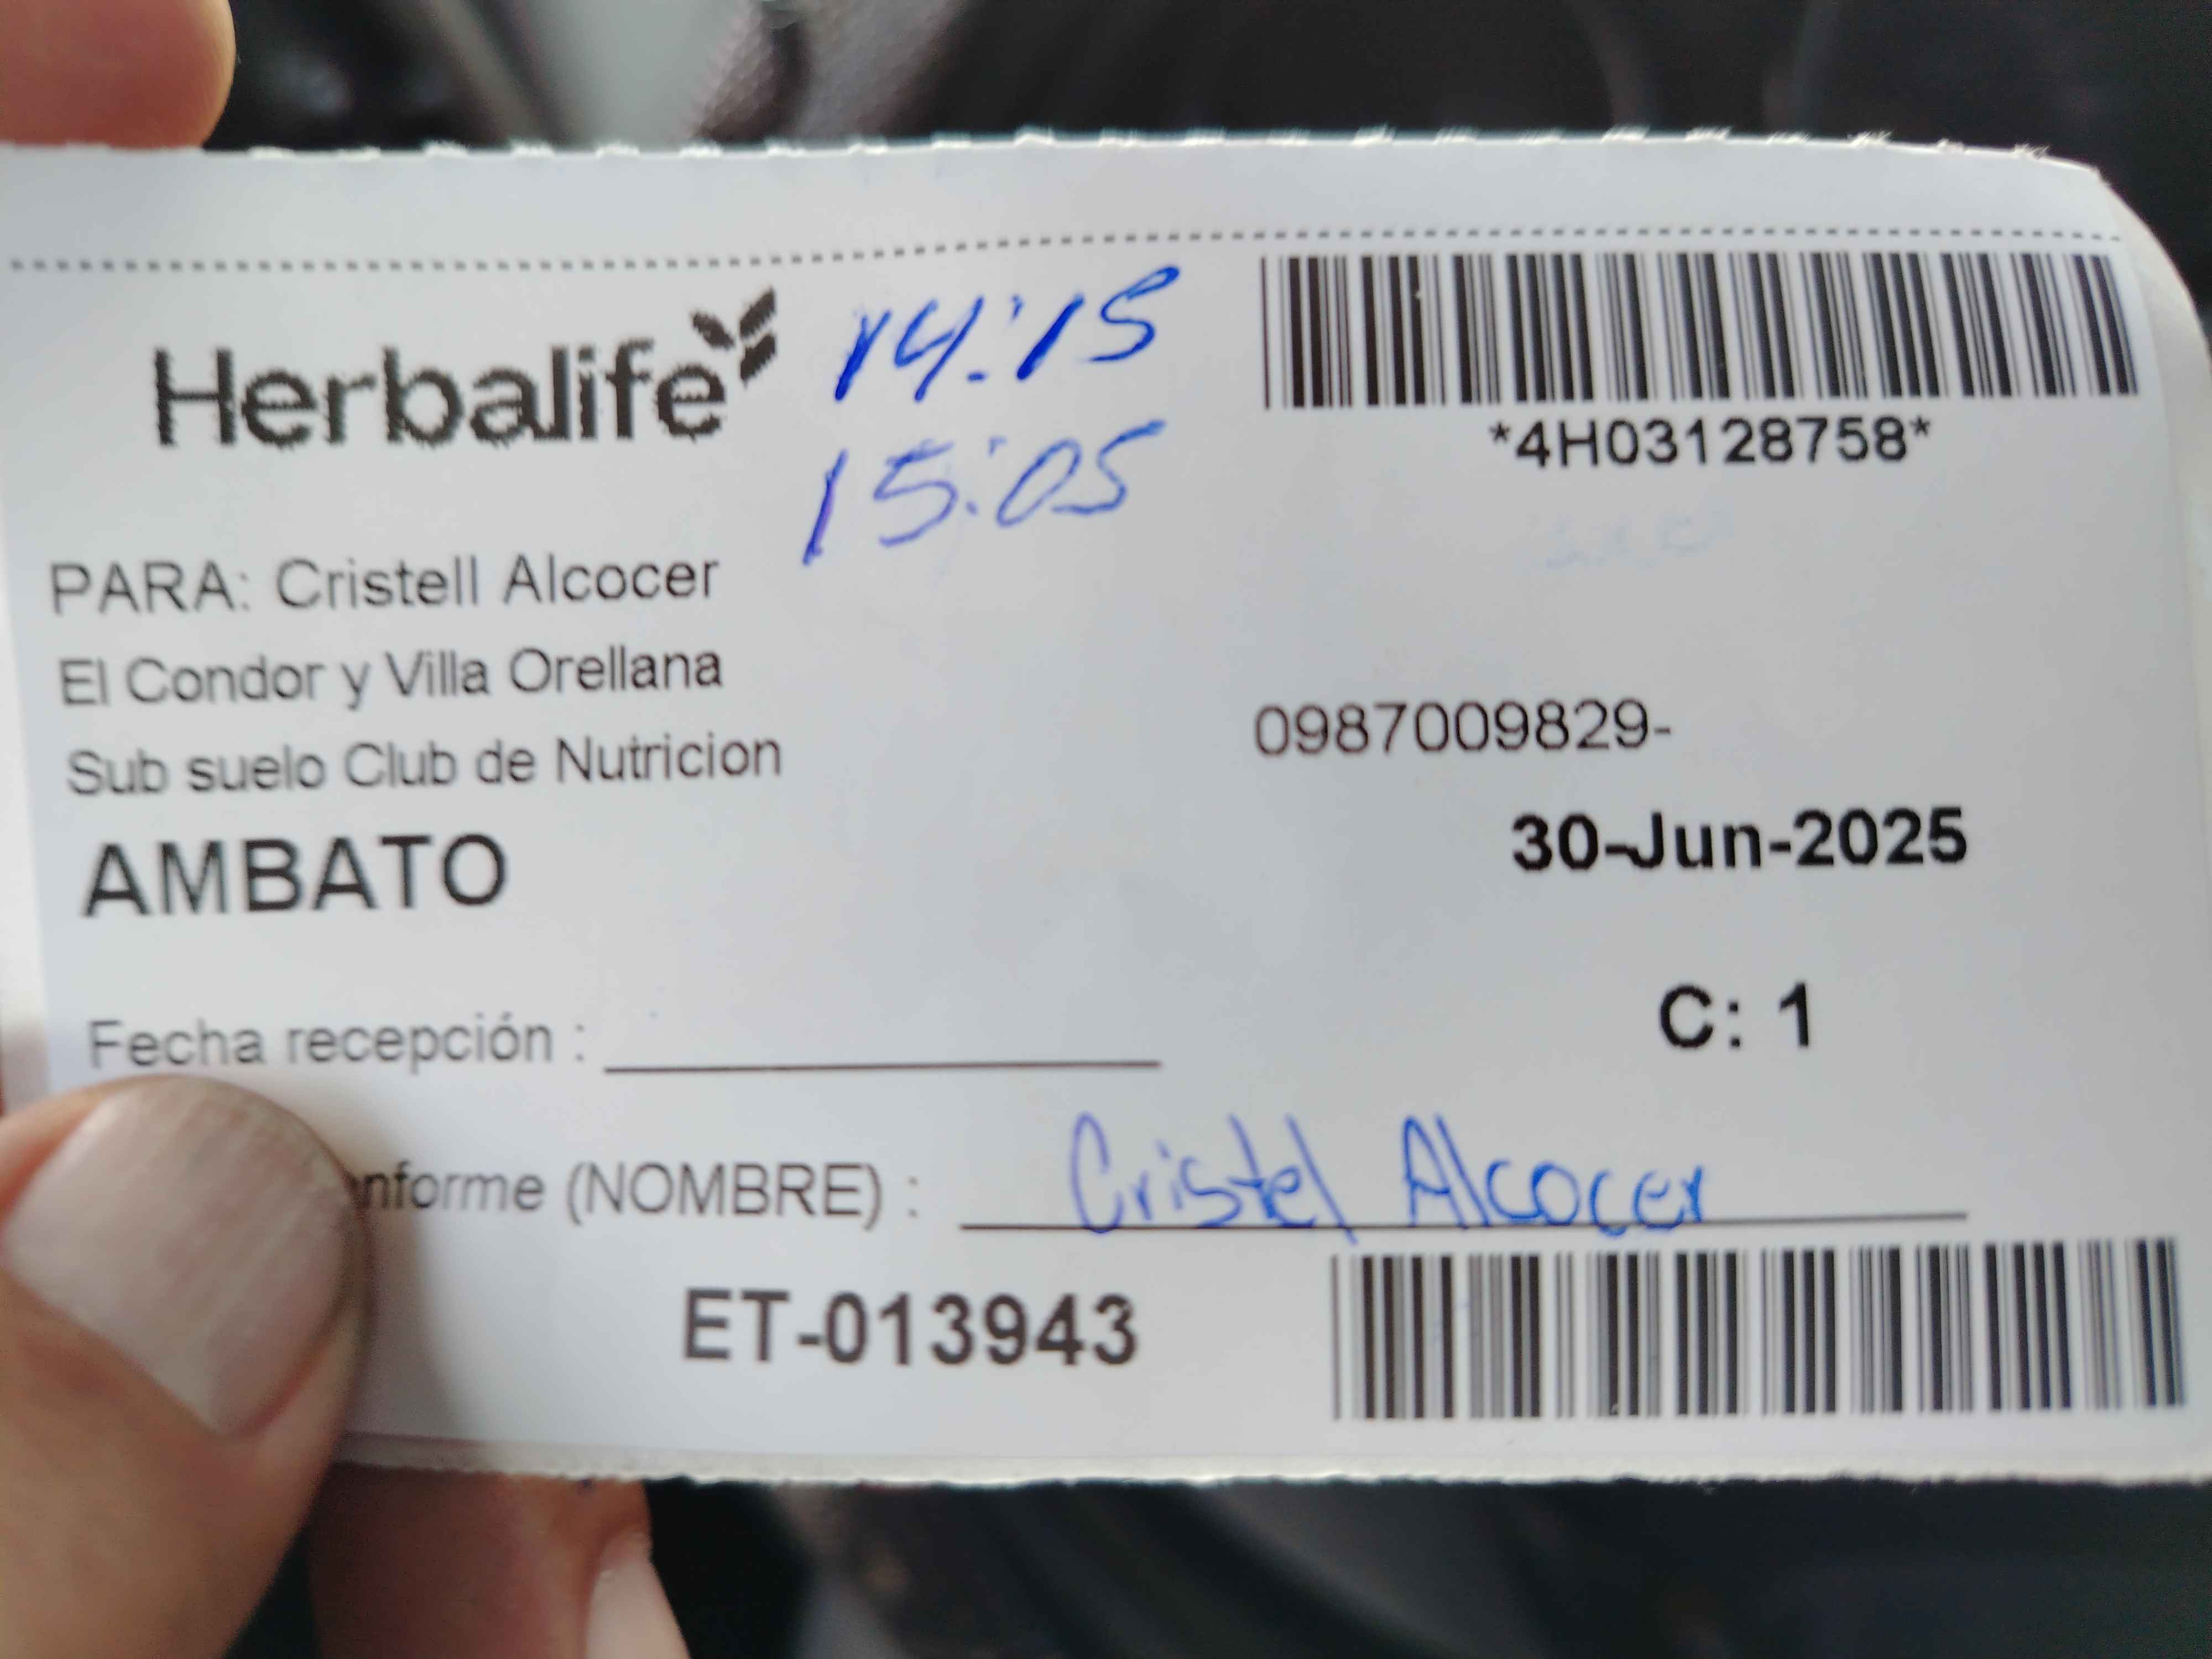 Herbalife
14:15
15:05
*4H03128758*
PARA: Cristell Alcocer
El Condor y Villa Orellana
Sub suelo Club de Nutricion
0987009829-
AMBATO
30-Jun-2025
Fecha recepción :
C: 1
nforme (NOMBRE) : Cristel Alcocer
ET-013943